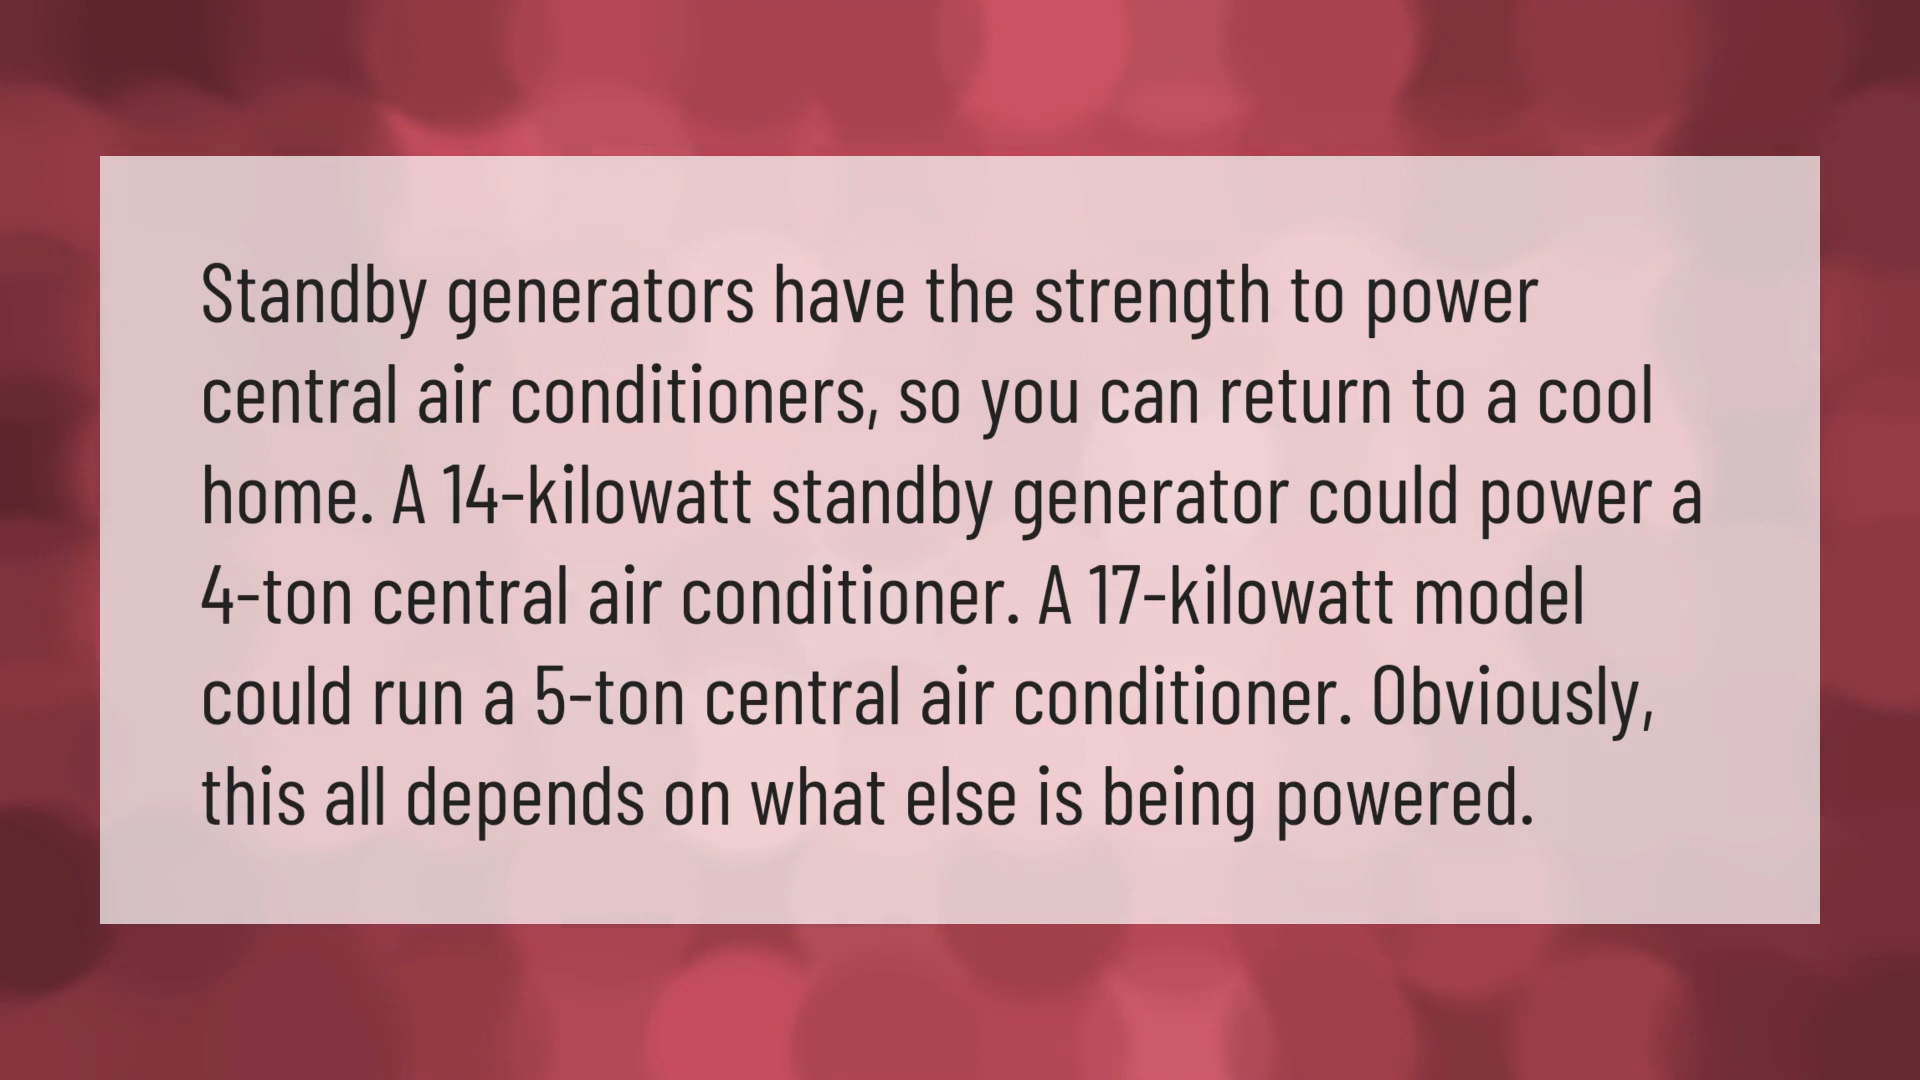 Standby generators have the strength to power
central air conditioners, so you can return to a cool
home. A 14-kilowatt standby generator could power a
4-ton central air conditioner. A 17-kilowatt model
could run a 5-ton central air conditioner. Obviously,
this all depends on what else is being powered.